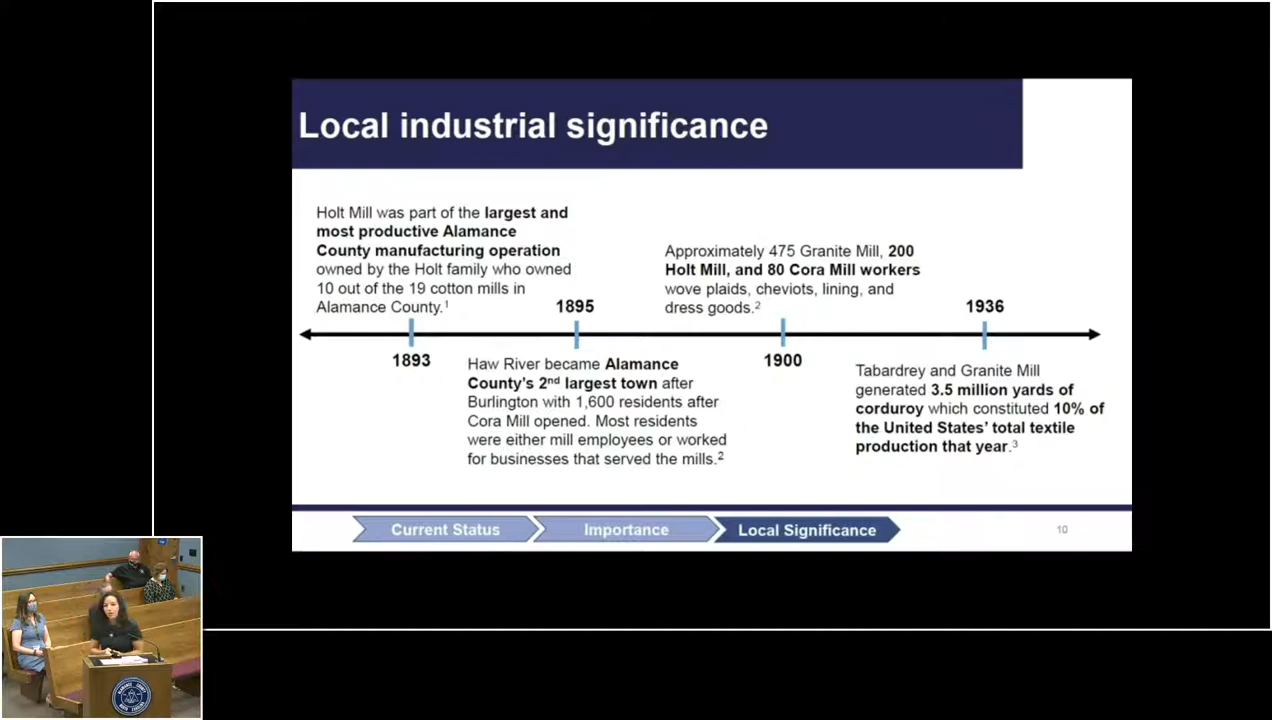 Local industrial significance
Holt Mill was part of the largest and
most productive Alamance
County manufacturing operation
owned by the Holt family who owned
10 out of the 19 cotton mills in
Alamance County.¹
1895
Approximately 475 Granite Mill, 200
Holt Mill, and 80 Cora Mill workers
wove plaids, cheviots, lining, and
dress goods.²
1936
1893
Haw River became Alamance
County's 2nd largest town after
Burlington with 1,600 residents after
Cora Mill opened. Most residents
were either mill employees or worked
for businesses that served the mills.²
1900
Tabardrey and Granite Mill
generated 3.5 million yards of
corduroy which constituted 10% of
the United States' total textile
production that year.³
Current Status
Importance
Local Significance
10